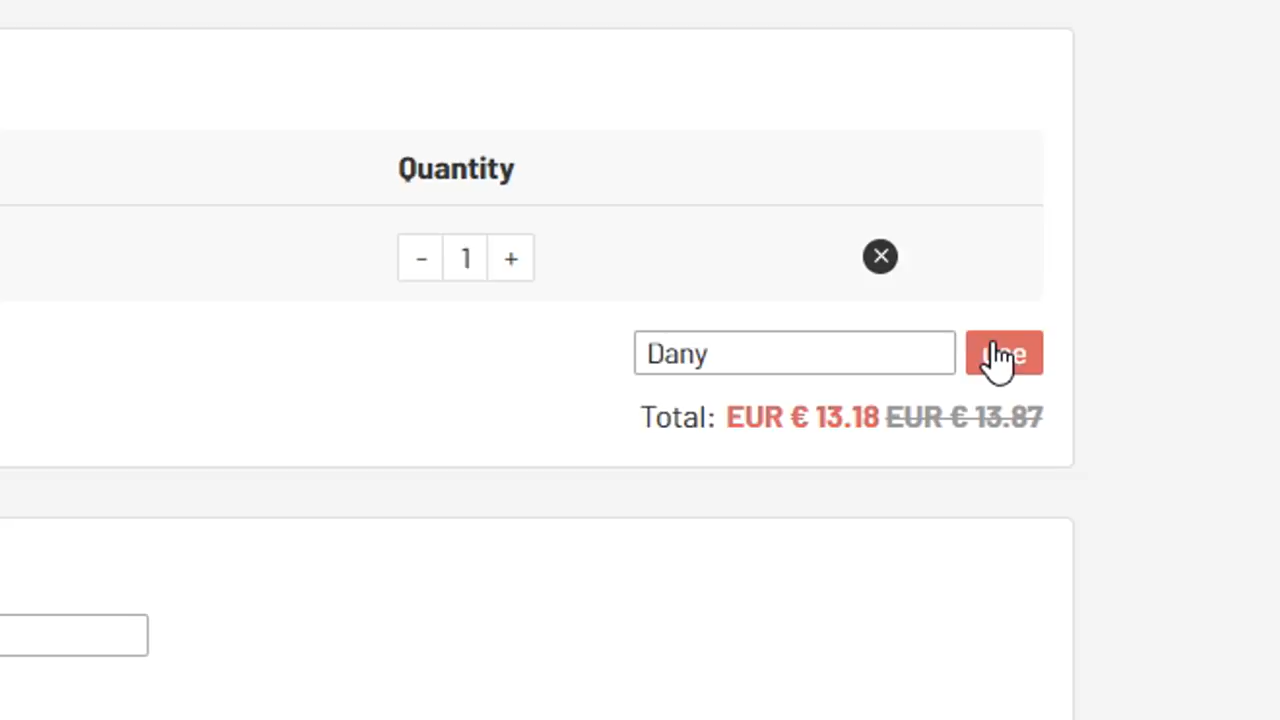 Quantity
- 1 +
Dany
Total: EUR € 13.18 EUR € 13.87